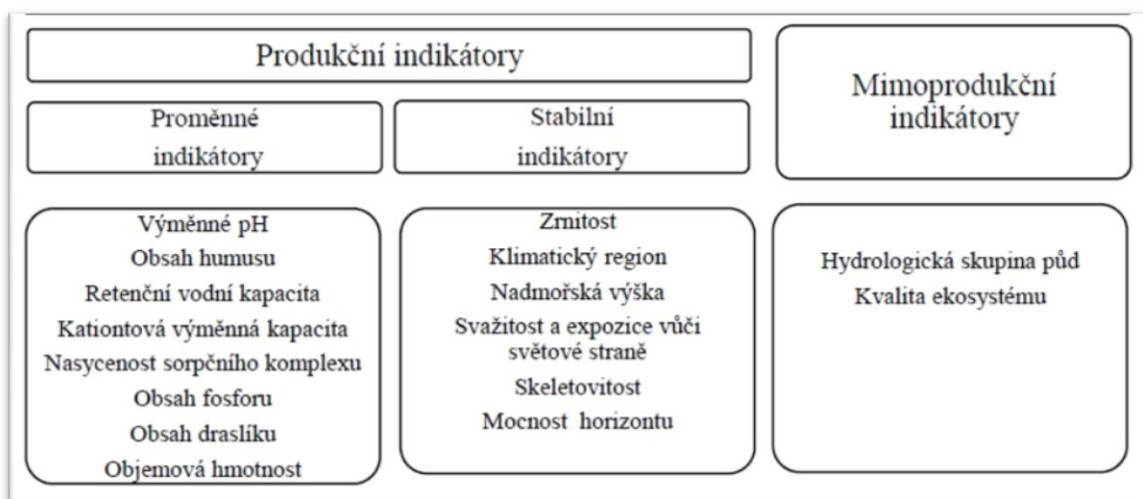 Produkční indikátory
Mimoprodukční
indikátory
Proměnné
indikátory
Stabilní
indikátory
Výměnné pH
Obsah humusu
Retenční vodní kapacita
Kationtová výměnná kapacita
Nasycenost sorpčního komplexu
Obsah fosforu
Obsah draslíku
Objemová hmotnost
Zrnitost
Klimatický region
Nadmořská výška
Svažitost a expozice vůči
světové straně
Skeletovitost
Mocnost horizontu
Hydrologická skupina půd
Kvalita ekosystému